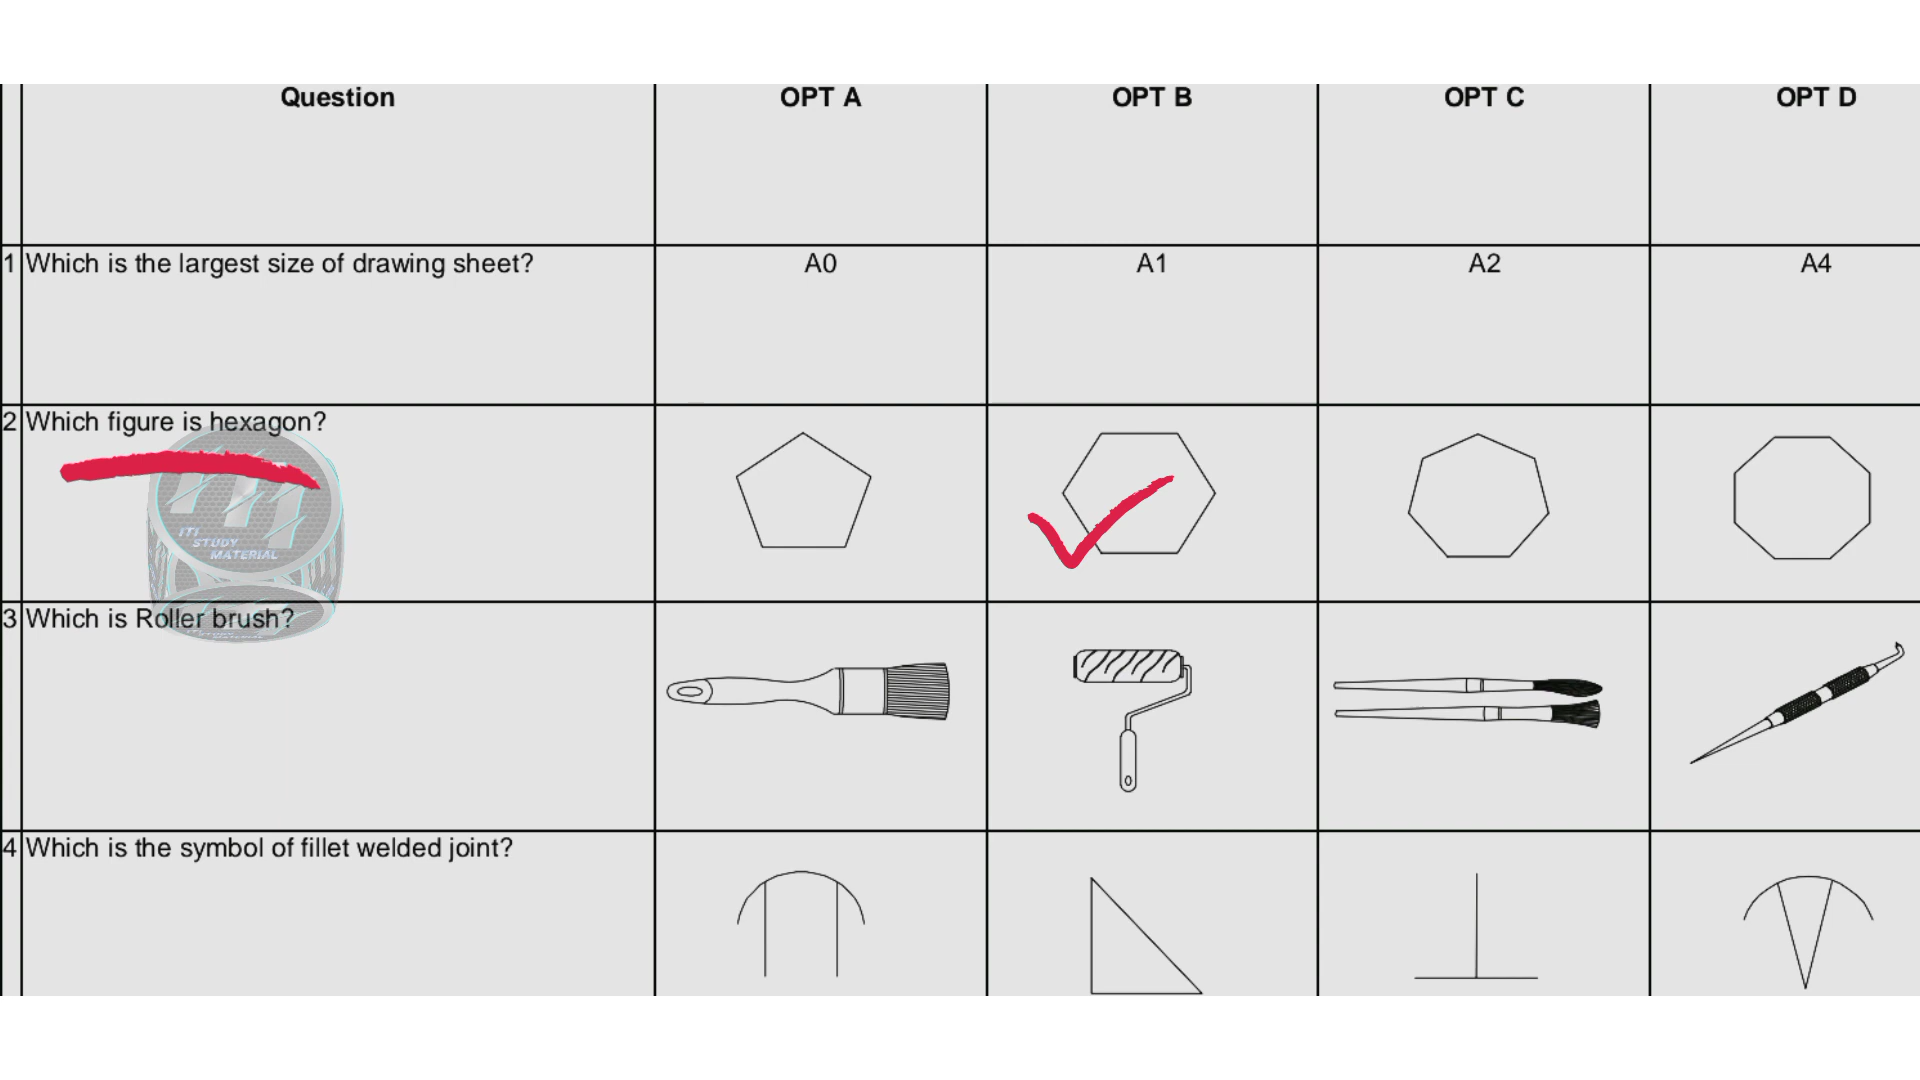 Question OPT A OPT B OPT C OPT D
1 Which is the largest size of drawing sheet? A0 A1 A2 A4
2 Which figure is hexagon?
ITI
STUDY
MATERIAL
3 Which is Roller brush?
4 Which is the symbol of fillet welded joint?